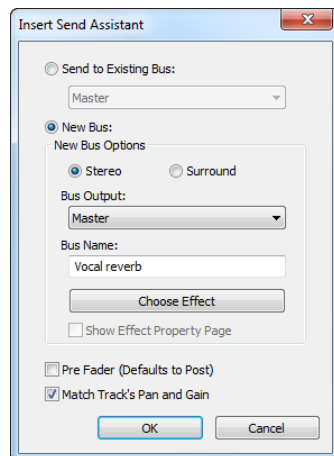 Insert Send Assistant
Send to Existing Bus:
Master
New Bus:
New Bus Options
Stereo Surround
Bus Output:
Master
Bus Name:
Vocal reverb
Choose Effect
Show Effect Property Page
Pre Fader (Defaults to Post)
Match Track's Pan and Gain
OK Cancel